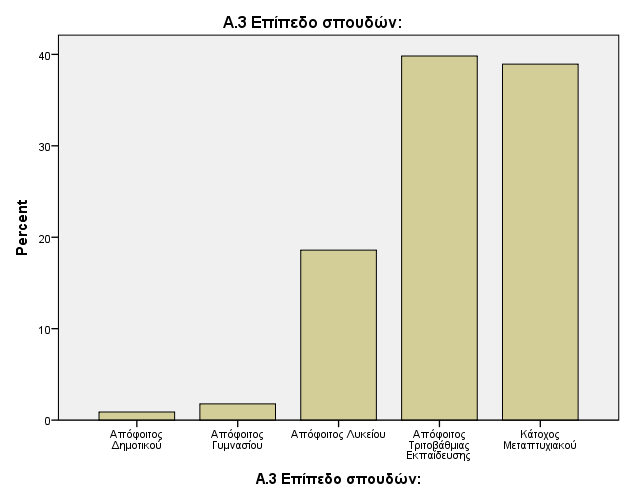 Α.3 Επίπεδο σπουδών:
40
30
20
10
0
Percent
Απόφοιτος
Δημοτικού
Απόφοιτος
Γυμνασίου
Απόφοιτος Λυκείου
Απόφοιτος
Τριτοβάθμιας
Εκπαίδευσης
Κάτοχος
Μεταπτυχιακού
Α.3 Επίπεδο σπουδών: